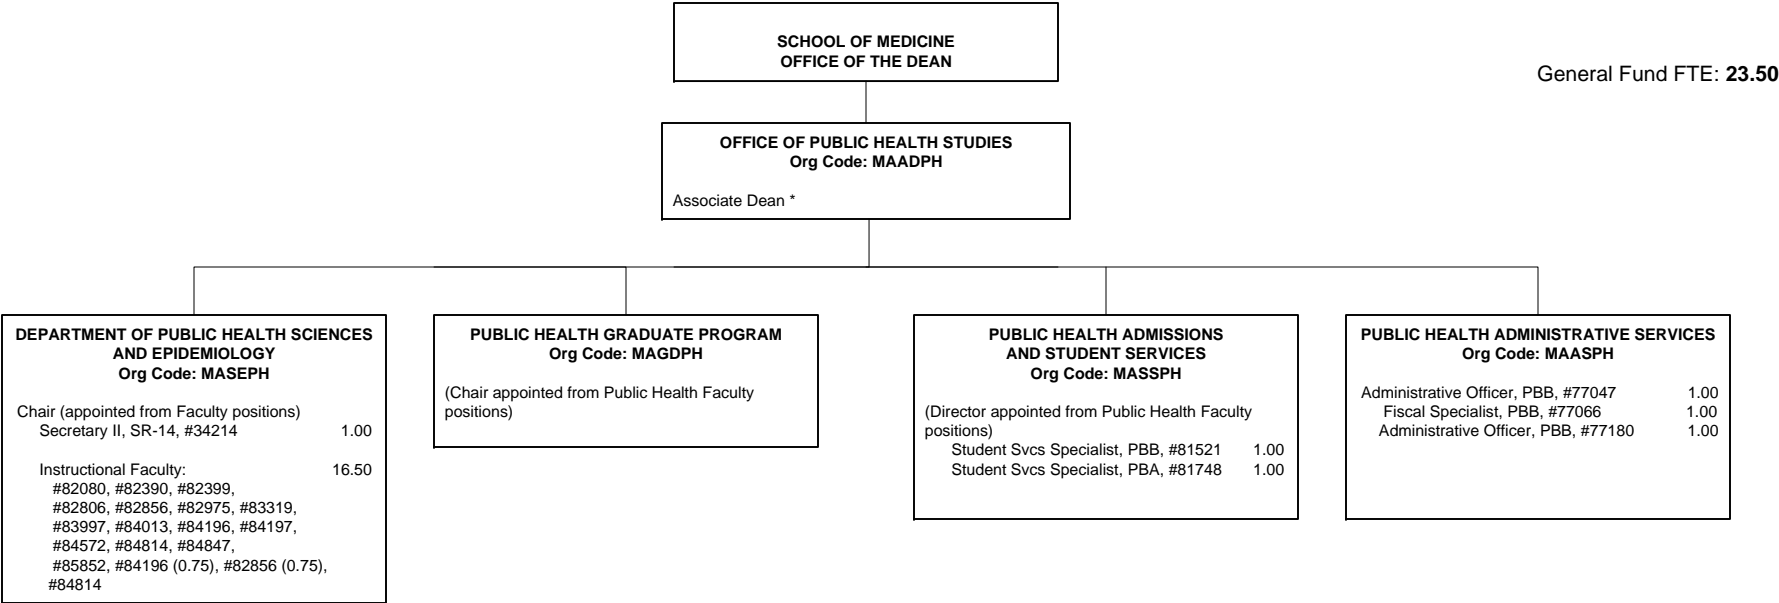 SCHOOL OF MEDICINE
OFFICE OF THE DEAN
General Fund FTE: 23.50
OFFICE OF PUBLIC HEALTH STUDIES
Org Code: MAADPH
Associate Dean *
DEPARTMENT OF PUBLIC HEALTH SCIENCES
AND EPIDEMIOLOGY
Org Code: MASEPH
Chair (appointed from Faculty positions)
Secretary II, SR-14, #34214 1.00
Instructional Faculty: 16.50
#82080, #82390, #82399,
#82806, #82856, #82975, #83319,
#83997, #84013, #84196, #84197,
#84572, #84814, #84847,
#85852, #84196 (0.75), #82856 (0.75),
#84814
PUBLIC HEALTH GRADUATE PROGRAM
Org Code: MAGDPH
(Chair appointed from Public Health Faculty
positions)
PUBLIC HEALTH ADMISSIONS
AND STUDENT SERVICES
Org Code: MASSPH
(Director appointed from Public Health Faculty
positions)
Student Svcs Specialist, PBB, #81521 1.00
Student Svcs Specialist, PBA, #81748 1.00
PUBLIC HEALTH ADMINISTRATIVE SERVICES
Org Code: MAASPH
Administrative Officer, PBB, #77047 1.00
Fiscal Specialist, PBB, #77066 1.00
Administrative Officer, PBB, #77180 1.00